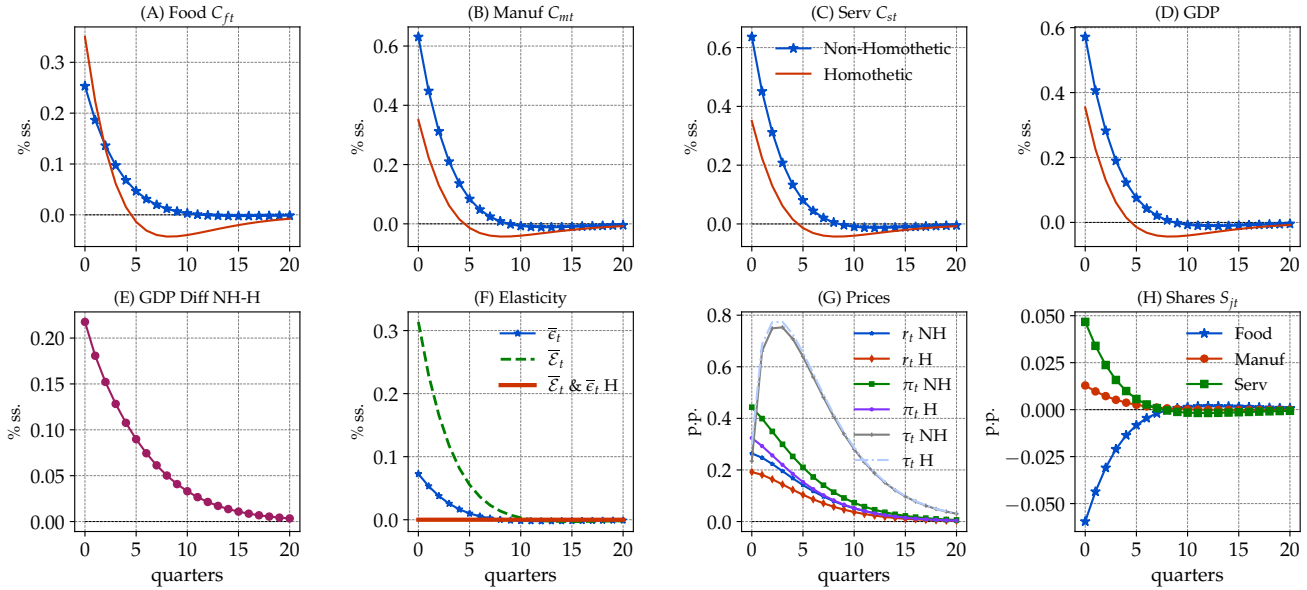 (A) Food C_ft
(B) Manuf C_mt
(C) Serv C_st
(D) GDP
% ss.
0.3
0.2
0.1
0.0
0 5 10 15 20
% ss.
0.6
0.4
0.2
0.0
0 5 10 15 20
% ss.
0.6
0.4
0.2
0.0
0 5 10 15 20
Non-Homothetic
Homothetic
% ss.
0.6
0.4
0.2
0.0
0 5 10 15 20
(E) GDP Diff NH-H
(F) Elasticity
(G) Prices
(H) Shares S_jt
% ss.
0.20
0.15
0.10
0.05
0.00
0 5 10 15 20
quarters
% ss.
0.3
0.2
0.1
0.0
0 5 10 15 20
quarters
ϵ̅_t
ℰ̅_t
ℰ̅_t & ϵ̅_t H
p.p.
0.8
0.6
0.4
0.2
0.0
0 5 10 15 20
quarters
r_t NH
r_t H
π_t NH
π_t H
τ_t NH
τ_t H
p.p.
0.050
0.025
0.000
−0.025
−0.050
0 5 10 15 20
quarters
Food
Manuf
Serv